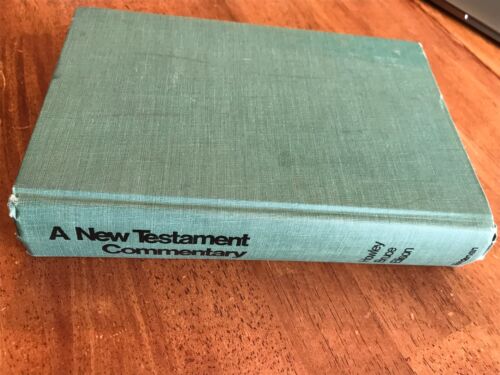 A New Testament
Commentary
Howley
Bruce
Ellison